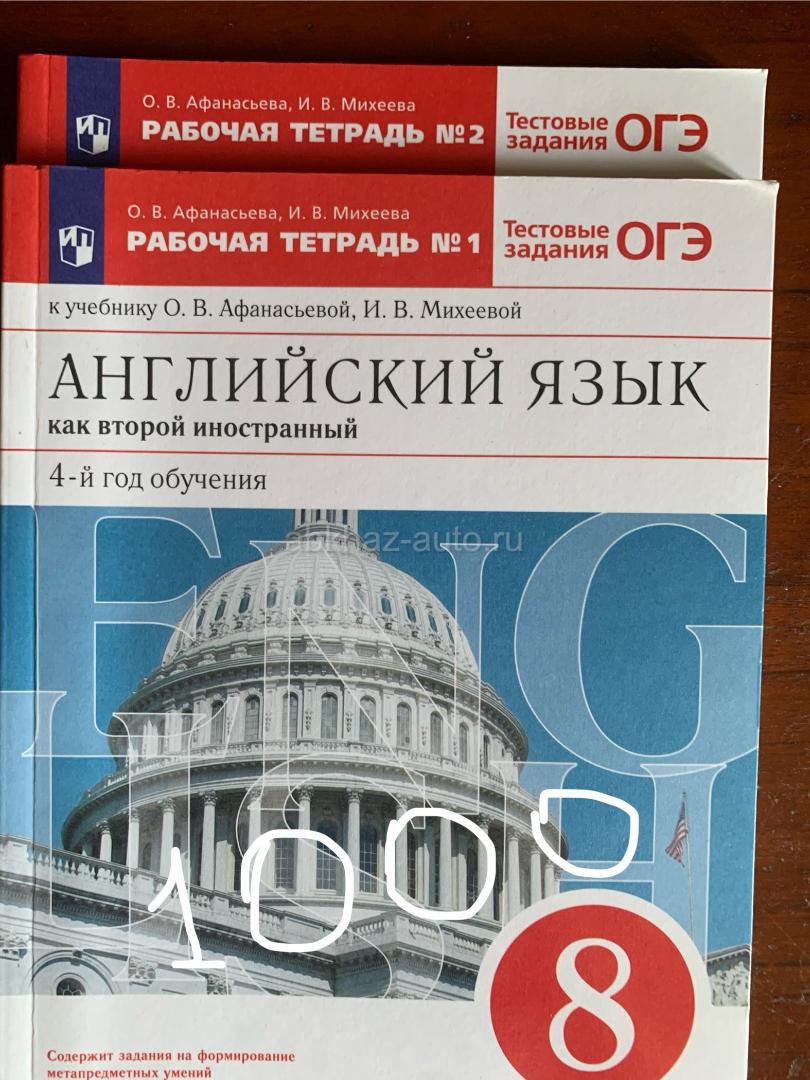 О. В. Афанасьева, И. В. Михеева
РАБОЧАЯ ТЕТРАДЬ №2
Тестовые
задания ОГЭ
О. В. Афанасьева, И. В. Михеева
РАБОЧАЯ ТЕТРАДЬ №1
Тестовые
задания ОГЭ
к учебнику О. В. Афанасьевой, И. В. Михеевой
АНГЛИЙСКИЙ ЯЗЫК
как второй иностранный
4-й год обучения
ENGLISH
1000
8
Содержит задания на формирование
метапредметных умений